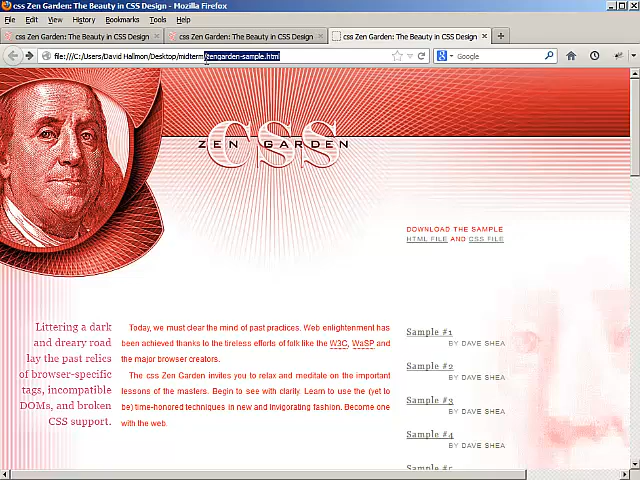 css Zen Garden: The Beauty in CSS Design - Mozilla Firefox
File Edit View History Bookmarks Tools Help
css Zen Garden: The Beauty in CSS Design × css Zen Garden: The Beauty in CSS Design × css Zen Garden: The Beauty in CSS Design × +
file:///C:/Users/David Hallmon/Desktop/midterm/zengarden-sample.html Google
CSS
ZEN GARDEN
DOWNLOAD THE SAMPLE
HTML FILE AND CSS FILE
Littering a dark
and dreary road
lay the past relics
of browser-specific
tags, incompatible
DOMs, and broken
CSS support.
Today, we must clear the mind of past practices. Web enlightenment has
been achieved thanks to the tireless efforts of folk like the W3C, WaSP and
the major browser creators.
The css Zen Garden invites you to relax and meditate on the important
lessons of the masters. Begin to see with clarity. Learn to use the (yet to
be) time-honored techniques in new and invigorating fashion. Become one
with the web.
Sample #1
BY DAVE SHEA
Sample #2
BY DAVE SHEA
Sample #3
BY DAVE SHEA
Sample #4
BY DAVE SHEA